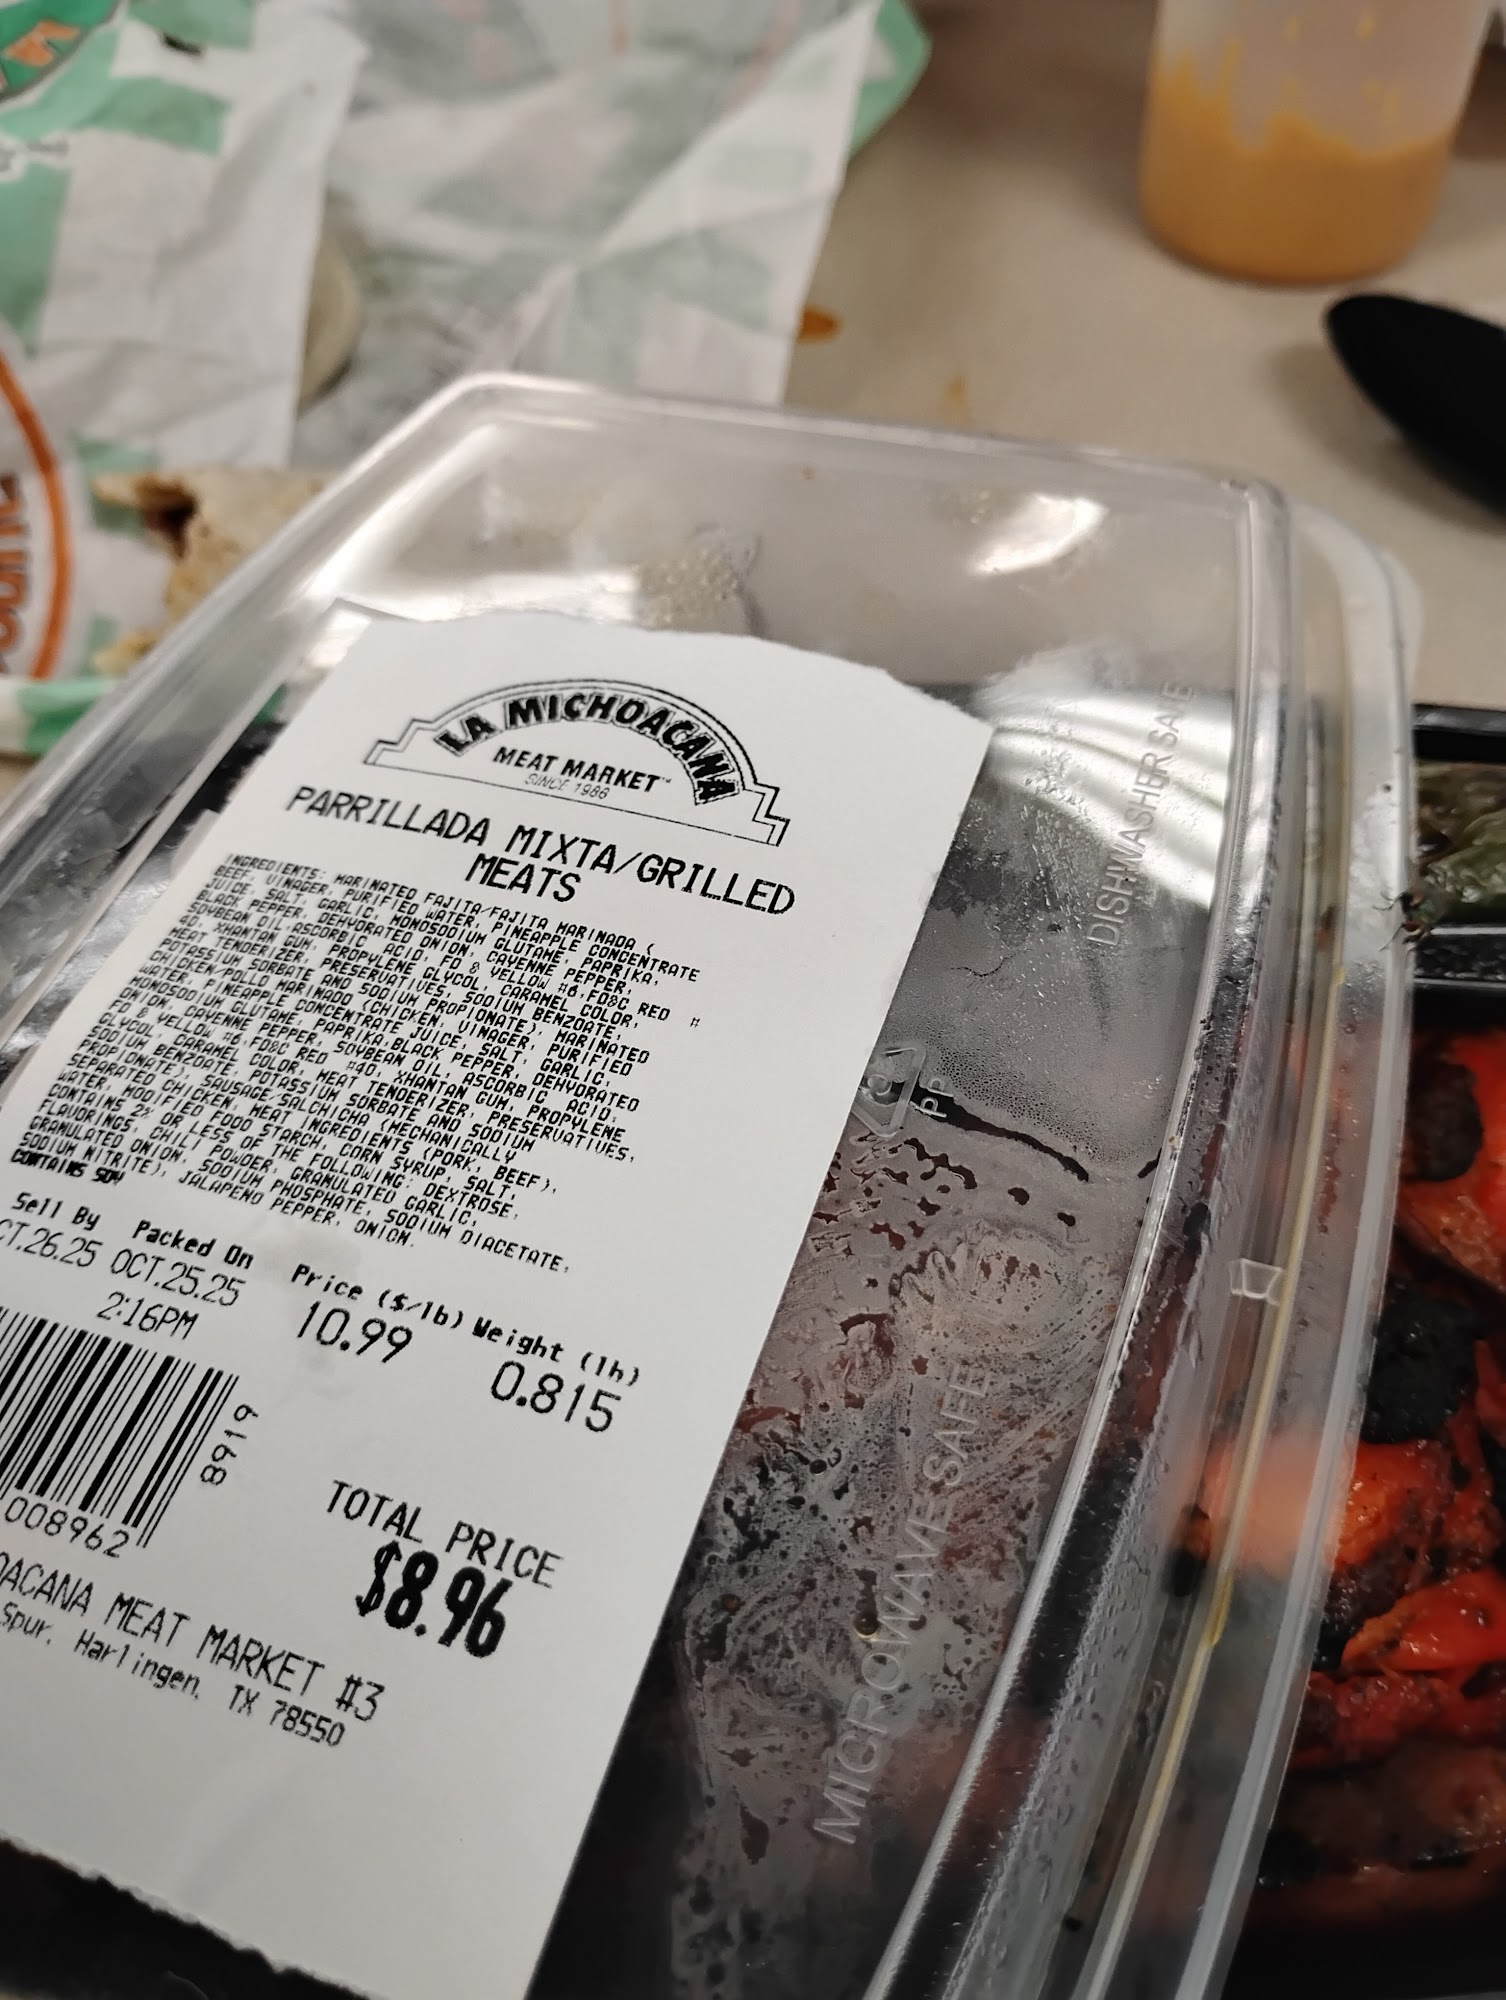 LA MICHOACANA
MEAT MARKET™
SINCE 1986
PARRILLADA MIXTA/GRILLED
MEATS
INGREDIENTS: MARINATED FAJITA/FAJITA MARINADA (
BEEF, VINAGER, PURIFIED WATER, PINEAPPLE CONCENTRATE
JUICE, SALT, GARLIC, MONOSODIUM GLUTAME, PAPRIKA,
BLACK PEPPER, DEHYDRATED ONION, CAYENNE PEPPER,
SOYBEAN OIL, ASCORBIC ACID, FD & YELLOW #6, FD&C RED #
40, XHANTAN GUM, PROPYLENE GLYCOL, CARAMEL COLOR,
MEAT TENDERIZER, PRESERVATIVES, SODIUM BENZOATE,
POTASSIUM SORBATE AND SODIUM PROPIONATE), MARINATED
CHICKEN/POLLO MARINADO (CHICKEN, VINAGER, PURIFIED
WATER, PINEAPPLE CONCENTRATE JUICE, SALT, GARLIC,
MONOSODIUM GLUTAME, PAPRIKA, BLACK PEPPER, DEHYDRATED
ONION, CAYENNE PEPPER, SOYBEAN OIL, ASCORBIC ACID,
FD & YELLOW #6, FD&C RED #40, XHANTAN GUM, PROPYLENE
GLYCOL, CARAMEL COLOR, MEAT TENDERIZER, PRESERVATIVES,
SODIUM BENZOATE, POTASSIUM SORBATE AND SODIUM
PROPIONATE), SAUSAGE/SALCHICHA (MECHANICALLY
SEPARATED CHICKEN, MEAT INGREDIENTS (PORK, BEEF),
WATER, MODIFIED FOOD STARCH, CORN SYRUP, SALT,
CONTAINS 2% OR LESS OF THE FOLLOWING: DEXTROSE,
FLAVORINGS, CHILI POWDER, GRANULATED GARLIC,
GRANULATED ONION, SODIUM PHOSPHATE, SODIUM DIACETATE,
SODIUM NITRITE), JALAPENO PEPPER, ONION.
CONTAINS SOY
Sell By Packed On Price ($/lb) Weight (lb)
CT.26.25 OCT.25.25 10.99 0.815
2:16PM
008962
8919
TOTAL PRICE
$8.96
OACANA MEAT MARKET #3
Spur. Harlingen, TX 78550
DISHWASHER SAFE
PP
MICROWAVE SAFE